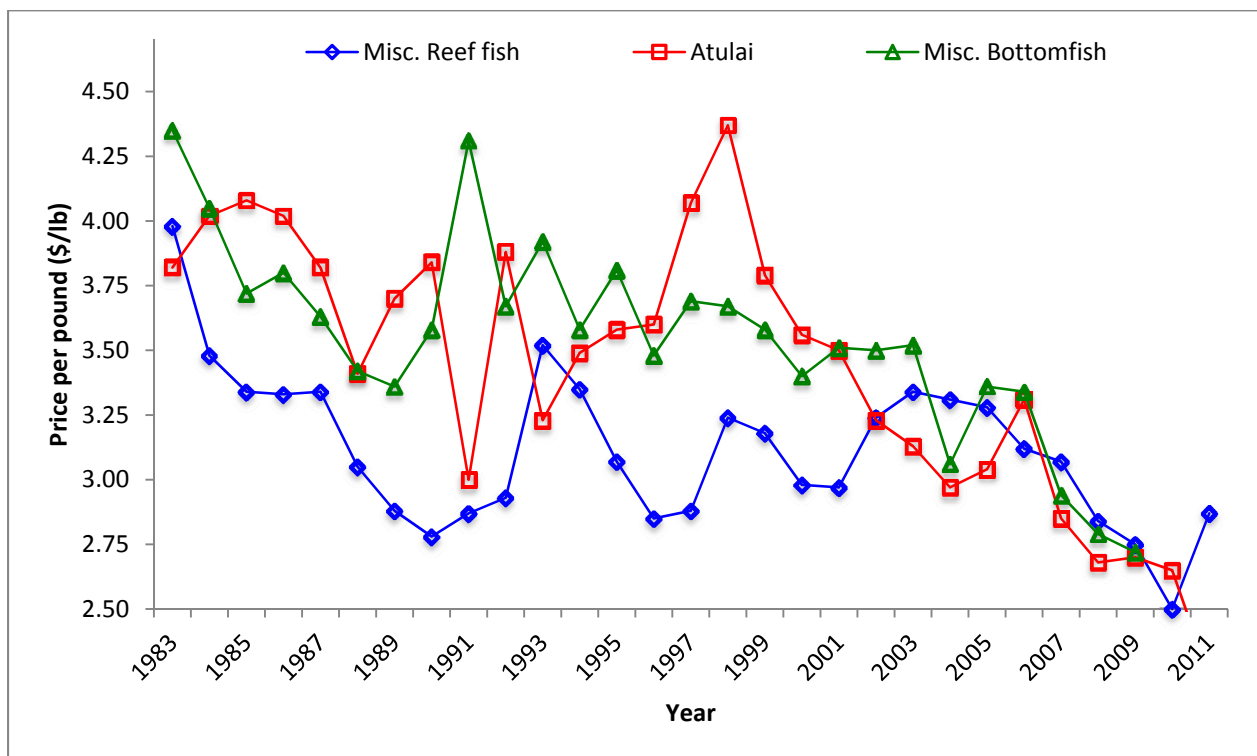 Misc. Reef fish Atulai Misc. Bottomfish
Price per pound ($/lb)
4.50
4.25
4.00
3.75
3.50
3.25
3.00
2.75
2.50
1983 1985 1987 1989 1991 1993 1995 1997 1999 2001 2003 2005 2007 2009 2011
Year